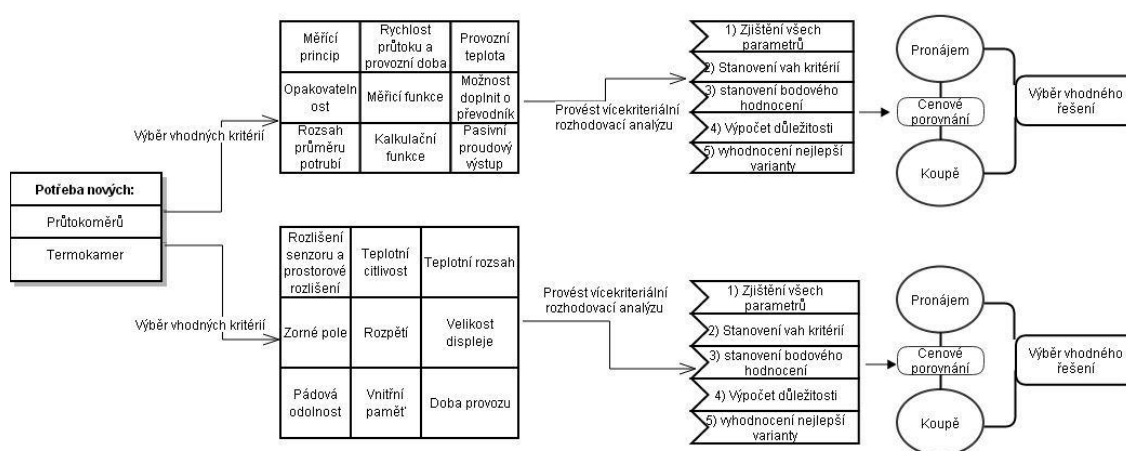 Potřeba nových:
Průtokoměrů
Termokamer
Výběr vhodných kritérií
Měřící
princip
Rychlost
průtoku a
provozní doba
Provozní
teplota
Opakovateln
ost
Měřicí funkce
Možnost
doplnit o
převodník
Rozsah
průměru
potrubí
Kalkulační
funkce
Pasivní
proudový
výstup
Provést vícekriteriální
rozhodovací analýzu
1) Zjištění všech
parametrů
2) Stanovení vah kritérií
3) stanovení bodového
hodnocení
4) Výpočet důležitosti
5) vyhodnocení nejlepší
varianty
Pronájem
Cenové
porovnání
Koupě
Výběr vhodného
řešení
Výběr vhodných kritérií
Rozlišení
senzoru a
prostorové
rozlišení
Teplotní
citlivost
Teplotní rozsah
Zorné pole
Rozpětí
Velikost
displeje
Pádová
odolnost
Vnitřní
paměť
Doba provozu
Provést vícekriteriální
rozhodovací analýzu
1) Zjištění všech
parametrů
2) Stanovení vah kritérií
3) stanovení bodového
hodnocení
4) Výpočet důležitosti
5) vyhodnocení nejlepší
varianty
Pronájem
Cenové
porovnání
Koupě
Výběr vhodného
řešení